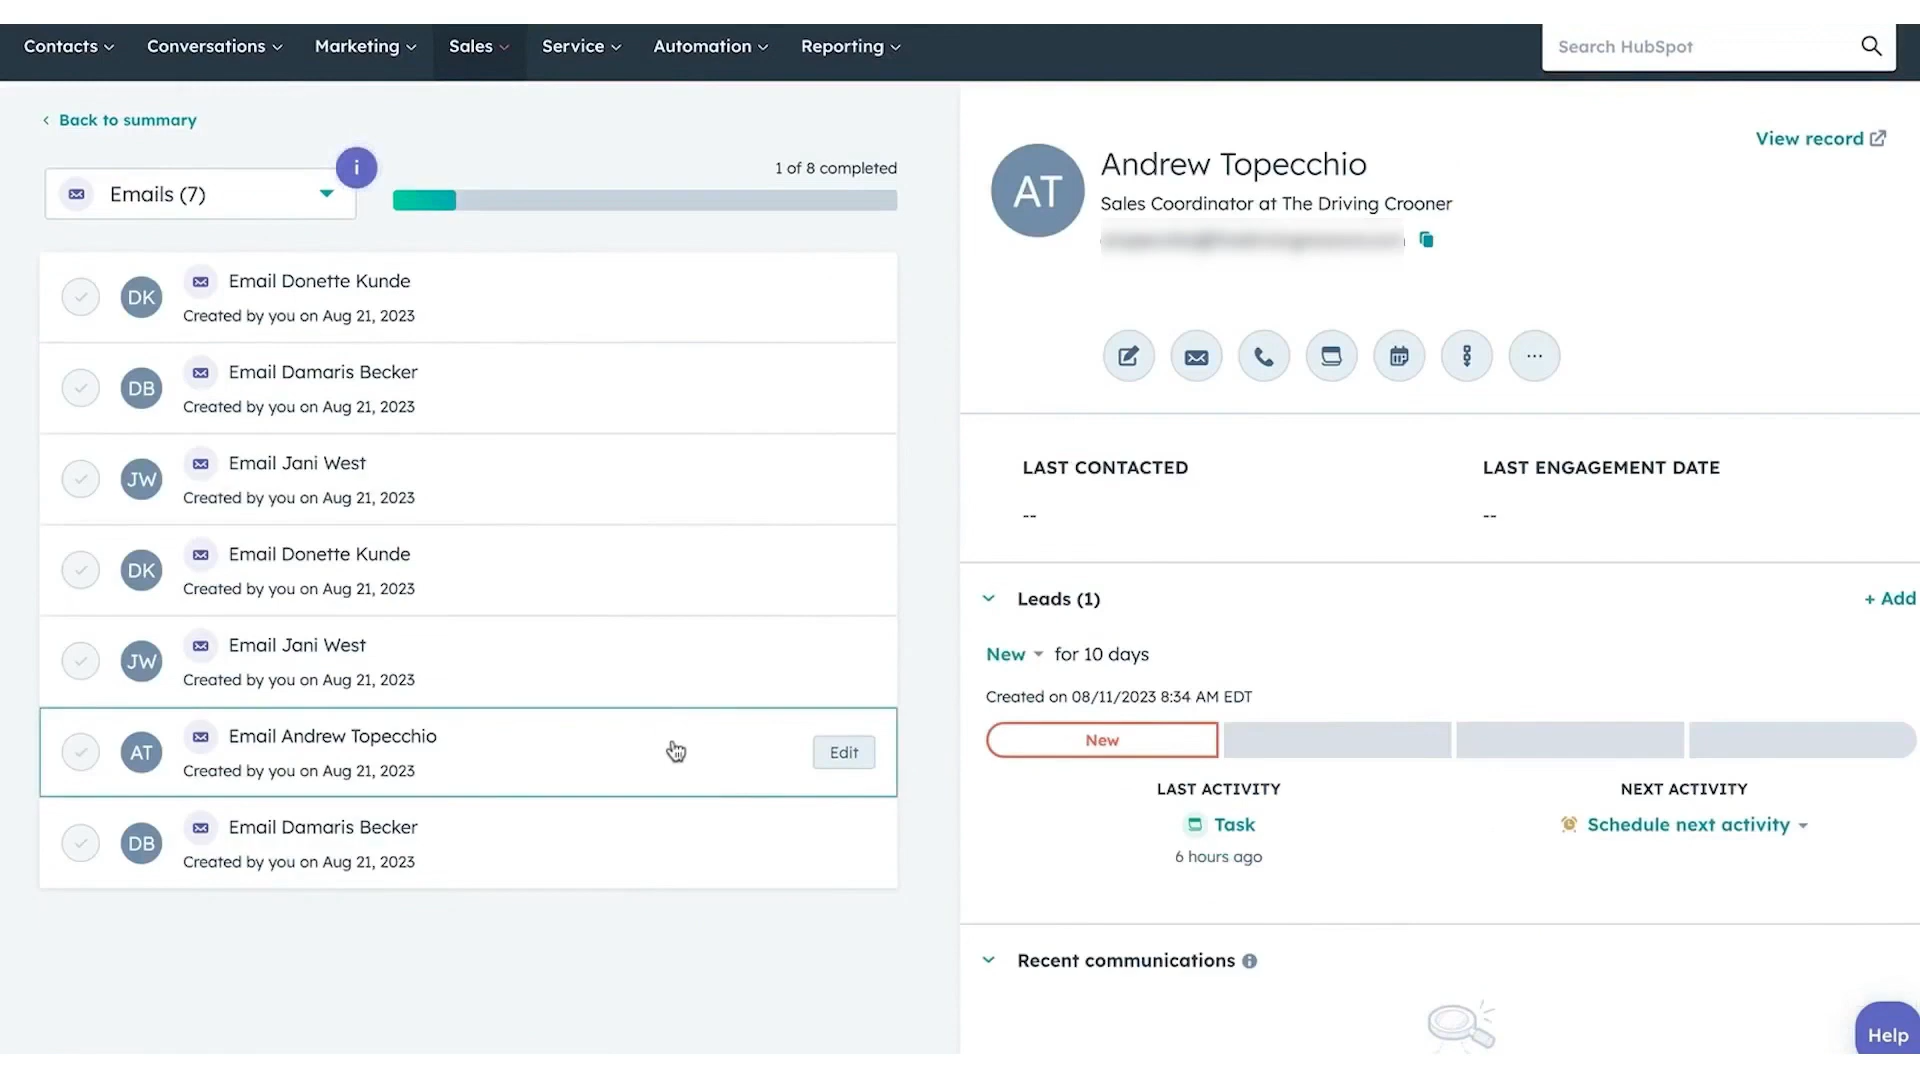 Contacts
Conversations
Marketing
Sales
Service
Automation
Reporting
Search HubSpot
Back to summary
Emails (7)
i
1 of 8 completed
DK
Email Donette Kunde
Created by you on Aug 21, 2023
DB
Email Damaris Becker
Created by you on Aug 21, 2023
JW
Email Jani West
Created by you on Aug 21, 2023
DK
Email Donette Kunde
Created by you on Aug 21, 2023
JW
Email Jani West
Created by you on Aug 21, 2023
AT
Email Andrew Topecchio
Created by you on Aug 21, 2023
Edit
DB
Email Damaris Becker
Created by you on Aug 21, 2023
View record
AT
Andrew Topecchio
Sales Coordinator at The Driving Crooner
...
LAST CONTACTED
--
LAST ENGAGEMENT DATE
--
Leads (1)
+ Add
New for 10 days
Created on 08/11/2023 8:34 AM EDT
New
LAST ACTIVITY
Task
6 hours ago
NEXT ACTIVITY
Schedule next activity
Recent communications
Help